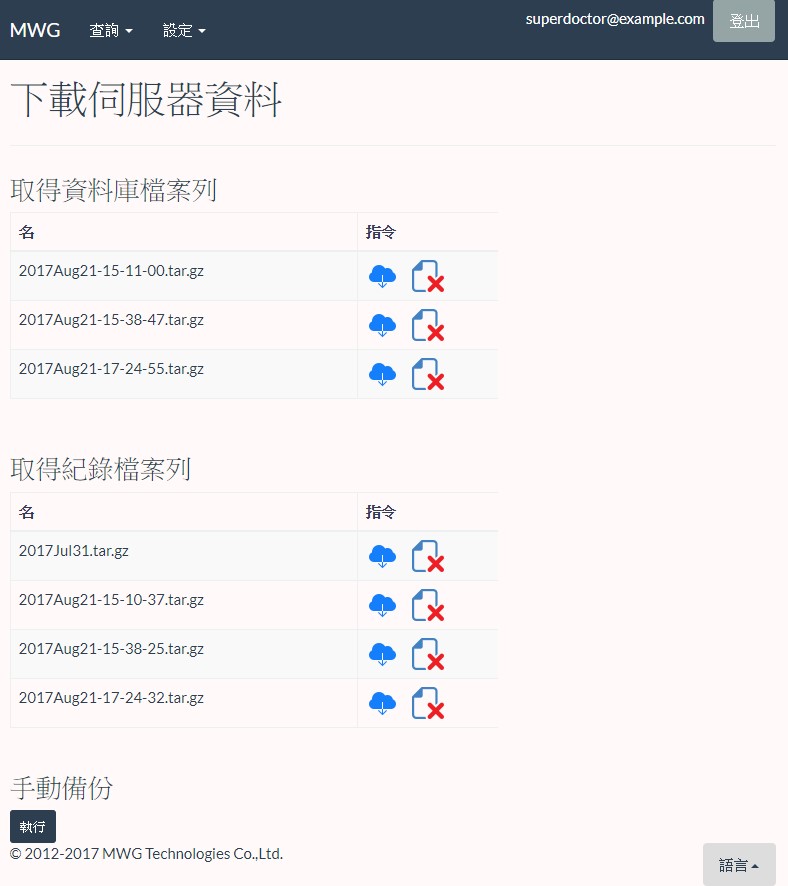 MWG 查詢 設定 superdoctor@example.com 登出
下載伺服器資料
取得資料庫檔案列
名 指令
2017Aug21-15-11-00.tar.gz
2017Aug21-15-38-47.tar.gz
2017Aug21-17-24-55.tar.gz
取得紀錄檔案列
名 指令
2017Jul31.tar.gz
2017Aug21-15-10-37.tar.gz
2017Aug21-15-38-25.tar.gz
2017Aug21-17-24-32.tar.gz
手動備份
執行
© 2012-2017 MWG Technologies Co.,Ltd.
語言